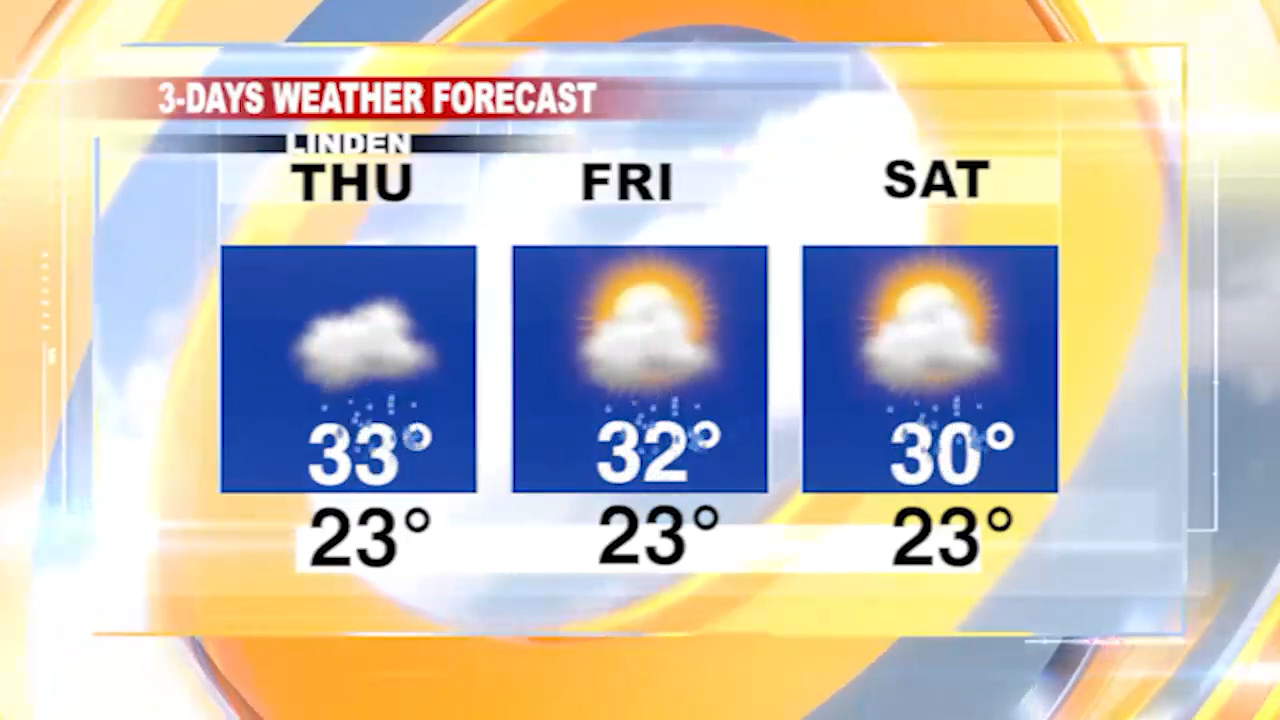 3-DAYS WEATHER FORECAST
LINDEN
THU FRI SAT
33° 32° 30°
23° 23° 23°